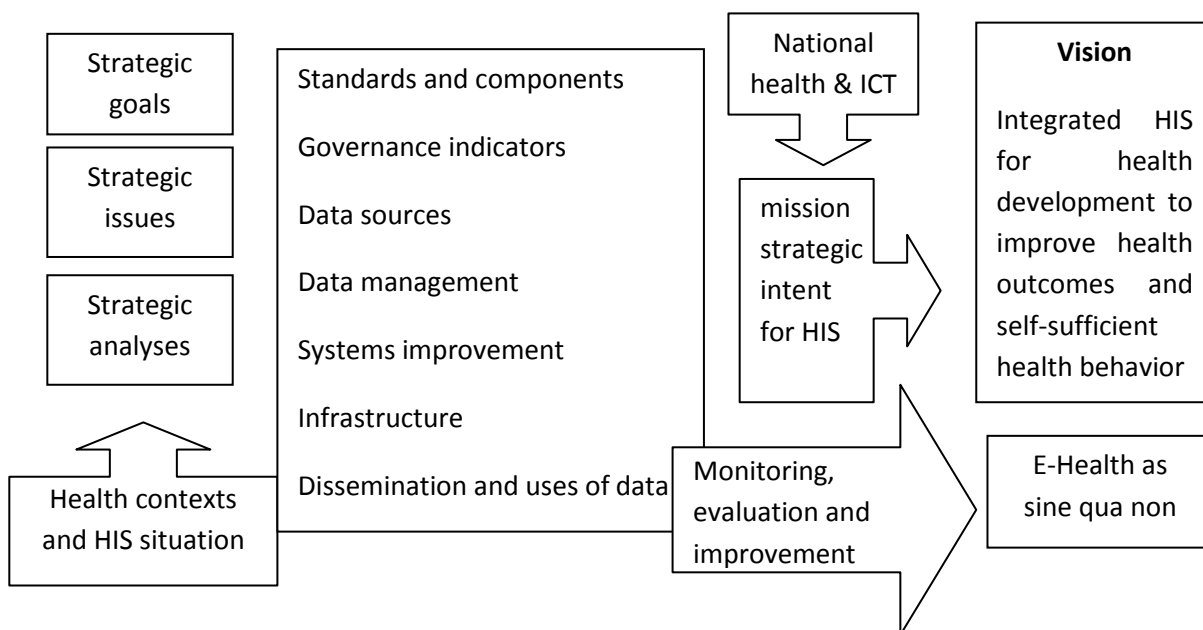 Strategic
goals
Strategic
issues
Strategic
analyses
Health contexts
and HIS situation
Standards and components
Governance indicators
Data sources
Data management
Systems improvement
Infrastructure
Dissemination and uses of data
National
health & ICT
mission
strategic
intent
for HIS
Monitoring,
evaluation and
improvement
Vision
Integrated HIS
for health
development to
improve health
outcomes and
self-sufficient
health behavior
E-Health as
sine qua non